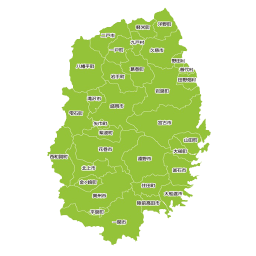 洋野町
軽米町
二戸市
九戸村
一戸町
久慈市
野田村
八幡平市
葛巻町
普代村
岩手町
田野畑村
岩泉町
滝沢市
盛岡市
雫石町
宮古市
矢巾町
紫波町
山田町
花巻市
大槌町
西和賀町
遠野市
北上市
釜石市
金ケ崎町
住田町
奥州市
大船渡市
陸前高田市
平泉町
一関市